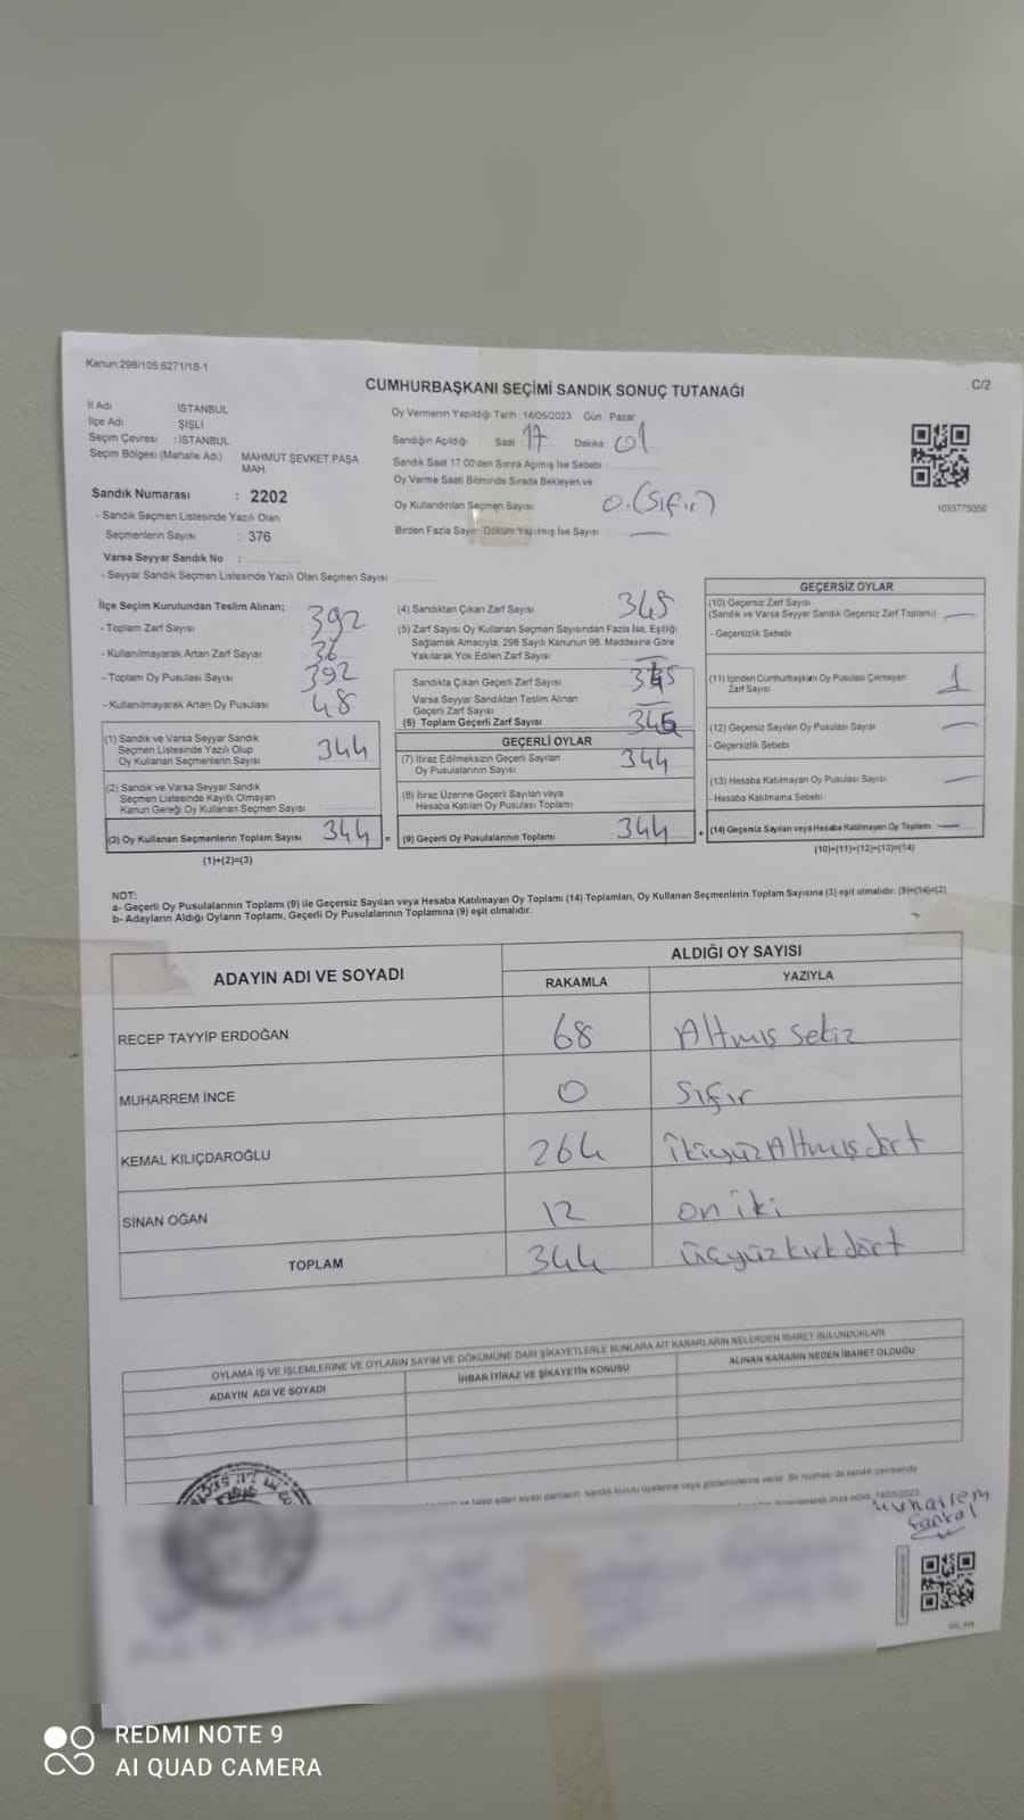 Kanun:298/105.6271/18-1
CUMHURBAŞKANI SEÇİMİ SANDIK SONUÇ TUTANAĞI
C/2
İl Adı İSTANBUL
İlçe Adı ŞİŞLİ
Seçim Çevresi : İSTANBUL
Seçim Bölgesi (Mahalle Adı) MAHMUT ŞEVKET PAŞA MAH.
Sandık Numarası : 2202
- Sandık Seçmen Listesinde Yazılı Olan
Seçmenlerin Sayısı : 376
Varsa Seyyar Sandık No :
- Seyyar Sandık Seçmen Listesinde Yazılı Olan Seçmen Sayısı
Oy Vermenin Yapıldığı Tarih :14/05/2023 Gün :Pazar
Sandığın Açıldığı Saat 17 Dakika 01
Sandık Saat 17.00'den Sonra Açılmış İse Sebebi
Oy Verme Saati Bitiminde Sırada Bekleyen ve
Oy Kullandırılan Seçmen Sayısı 0.(Sıfır)
Birden Fazla Sayım Döküm Yapılmış İse Sayısı
İlçe Seçim Kurulundan Teslim Alınan;
- Toplam Zarf Sayısı 392
- Kullanılmayarak Artan Zarf Sayısı
- Toplam Oy Pusulası Sayısı 392
- Kullanılmayarak Artan Oy Pusulası 48
(1) Sandık ve Varsa Seyyar Sandık
Seçmen Listesinde Yazılı Olup
Oy Kullanan Seçmenlerin Sayısı 344
(2) Sandık ve Varsa Seyyar Sandık
Seçmen Listesinde Kayıtlı Olmayan
Kanun Gereği Oy Kullanan Seçmen Sayısı
(3) Oy Kullanan Seçmenlerin Toplam Sayısı 344 =
(1)+(2)=(3)
(4) Sandıktan Çıkan Zarf Sayısı 345
(5) Zarf Sayısı Oy Kullanan Seçmen Sayısından Fazla İse, Eşitliği
Sağlamak Amacıyla, 298 Sayılı Kanunun 98. Maddesine Göre
Yakılarak Yok Edilen Zarf Sayısı
Sandıkta Çıkan Geçerli Zarf Sayısı 345
Varsa Seyyar Sandıktan Teslim Alınan
Geçerli Zarf Sayısı
(6) Toplam Geçerli Zarf Sayısı
GEÇERLİ OYLAR
(7) İtiraz Edilmeksizin Geçerli Sayılan
Oy Pusulalarının Sayısı 344
(8) İtiraz Üzerine Geçerli Sayılan veya
Hesaba Katılan Oy Pusulası Toplamı
(9) Geçerli Oy Pusulalarının Toplamı 344 +
1093775056
GEÇERSİZ OYLAR
(10) Geçersiz Zarf Sayısı
(Sandık ve Varsa Seyyar Sandık Geçersiz Zarf Toplamı)
- Geçersizlik Sebebi
(11) İçinden Cumhurbaşkanı Oy Pusulası Çıkmayan
Zarf Sayısı 1
(12) Geçersiz Sayılan Oy Pusulası Sayısı
- Geçersizlik Sebebi
(13) Hesaba Katılmayan Oy Pusulası Sayısı
- Hesaba Katılmama Sebebi
(14) Geçersiz Sayılan veya Hesaba Katılmayan Oy Toplamı
(10)+(11)+(12)+(13)=(14)
NOT:
a- Geçerli Oy Pusulalarının Toplamı (9) ile Geçersiz Sayılan veya Hesaba Katılmayan Oy Toplamı (14) Toplamları, Oy Kullanan Seçmenlerin Toplam Sayısına (3) eşit olmalıdır.
b- Adayların Aldığı Oyların Toplamı, Geçerli Oy Pusulalarının Toplamına (9) eşit olmalıdır.
ADAYIN ADI VE SOYADI
ALDIĞI OY SAYISI
RAKAMLA YAZIYLA
RECEP TAYYİP ERDOĞAN 68 Altmış sekiz
MUHARREM İNCE 0 Sıfır
KEMAL KILIÇDAROĞLU 264 ikiyüzAltmışdört
SİNAN OĞAN 12 on iki
TOPLAM 344 üçyüzkırkdört
OYLAMA İŞ VE İŞLEMLERİNE VE OYLARIN SAYIM VE DÖKÜMÜNE DAİR ŞİKAYETLERLE BUNLARA AİT KARARLARIN NELERDEN İBARET BULUNDUKLARI
ADAYIN ADI VE SOYADI
İHBAR İTİRAZ VE ŞİKAYETİN KONUSU
ALINAN KARARIN NEDEN İBARET OLDUĞU
REDMI NOTE 9
AI QUAD CAMERA